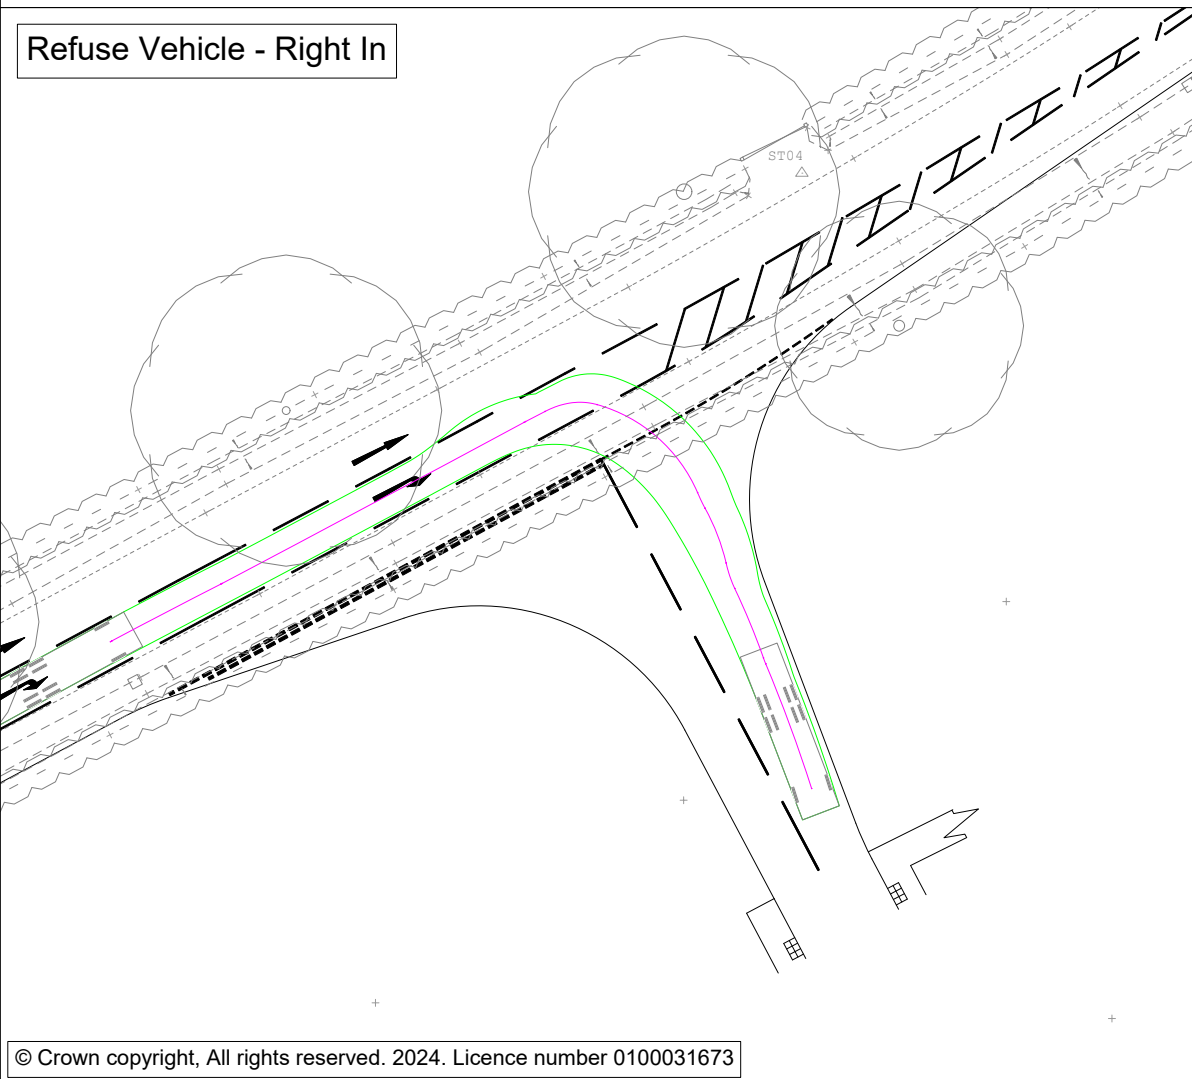 Refuse Vehicle - Right In
ST04
© Crown copyright, All rights reserved. 2024. Licence number 0100031673